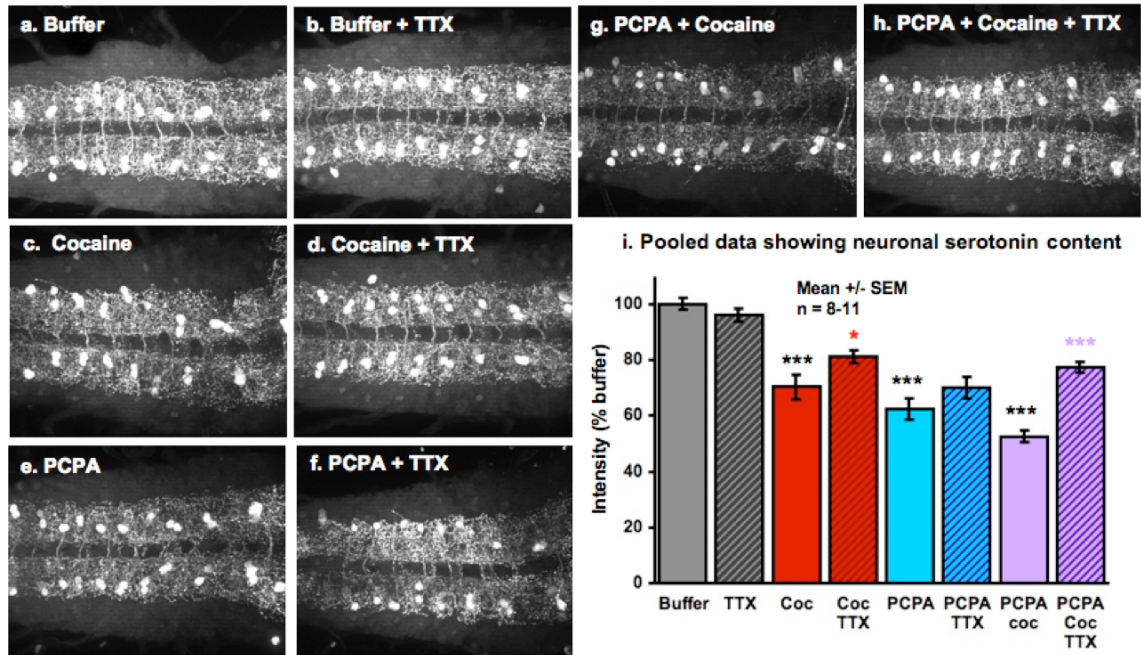 a. Buffer
b. Buffer + TTX
g. PCPA + Cocaine
h. PCPA + Cocaine + TTX
c. Cocaine
d. Cocaine + TTX
e. PCPA
f. PCPA + TTX
i. Pooled data showing neuronal serotonin content
Mean +/- SEM
n = 8-11
Intensity (% buffer)
100
80
60
40
20
0
***
*
***
***
***
Buffer
TTX
Coc
Coc
TTX
PCPA
PCPA
TTX
PCPA
coc
PCPA
Coc
TTX